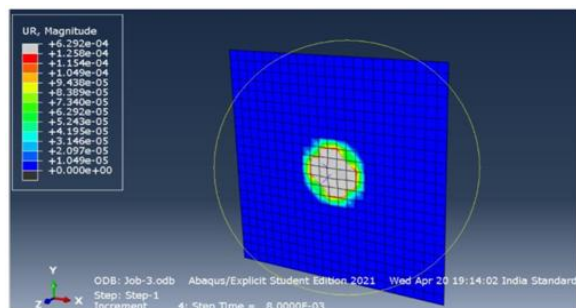 UR, Magnitude
+6.292e-04
+1.258e-04
+1.154e-04
+1.049e-04
+9.438e-05
+8.389e-05
+7.340e-05
+6.292e-05
+5.243e-05
+4.195e-05
+3.146e-05
+2.097e-05
+1.049e-05
+0.000e+00
Y
Z X
ODB: Job-3.odb Abaqus/Explicit Student Edition 2021 Wed Apr 20 19:14:02 India Standard
Step: Step-1
Increment 4: Step Time = 8.0000E-03